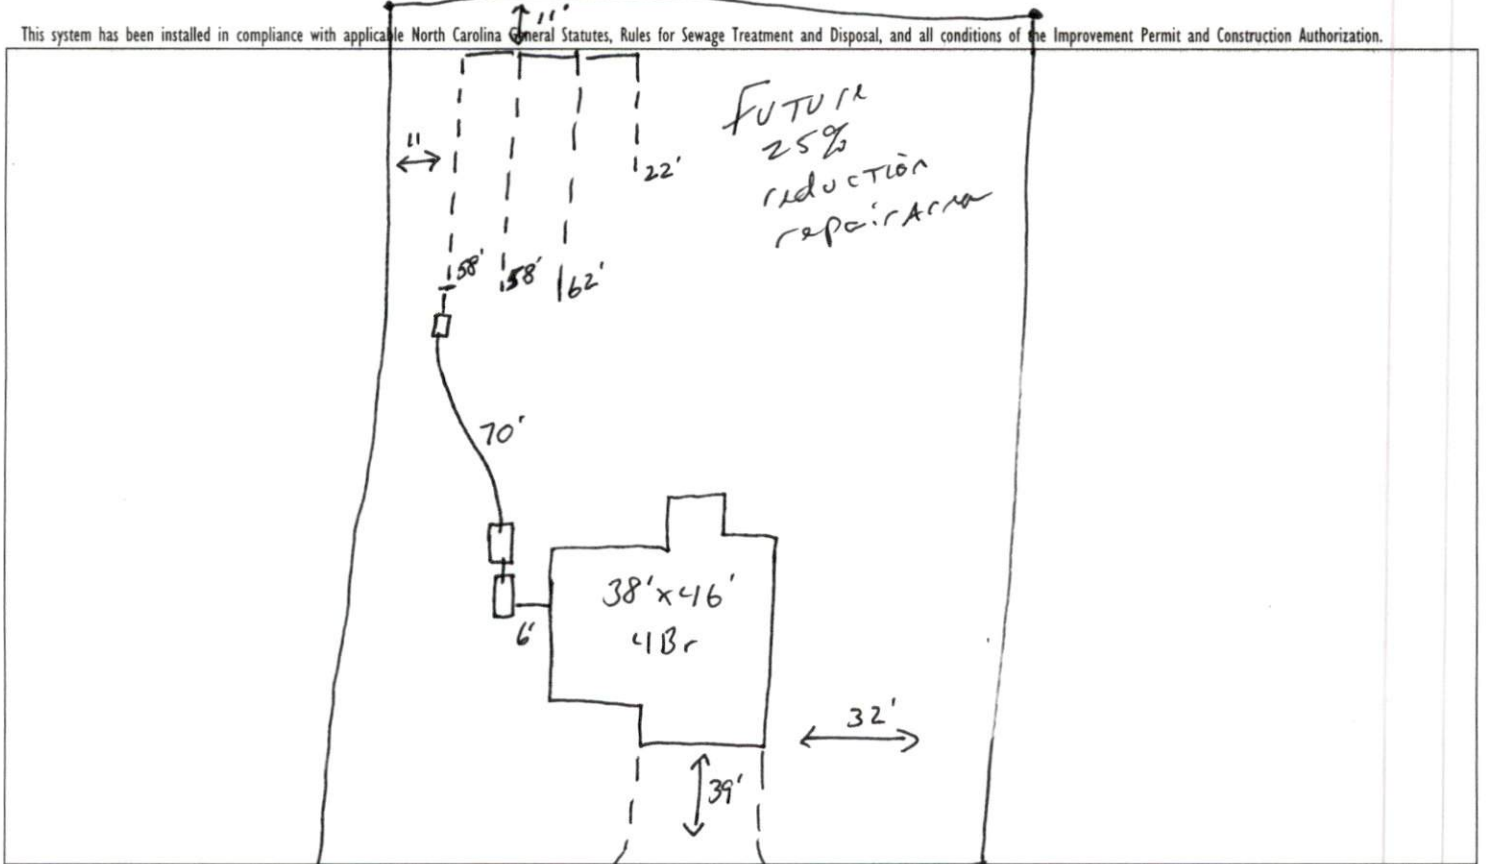 11'
This system has been installed in compliance with applicable North Carolina General Statutes, Rules for Sewage Treatment and Disposal, and all conditions of the Improvement Permit and Construction Authorization.
Future
25%
reduction
repair Area
11
22'
58'
58'
62'
70'
38'x46'
4Br
6'
32'
39'